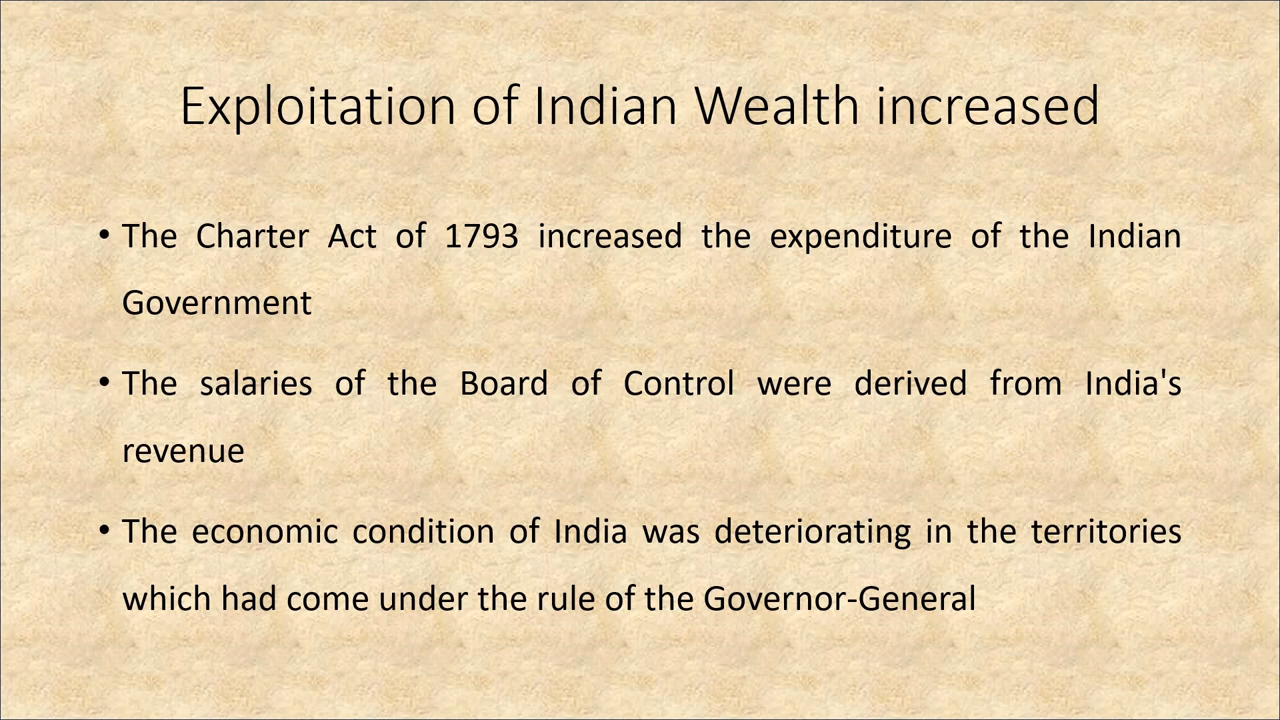 Exploitation of Indian Wealth increased
• The Charter Act of 1793 increased the expenditure of the Indian
Government
• The salaries of the Board of Control were derived from India's
revenue
• The economic condition of India was deteriorating in the territories
which had come under the rule of the Governor-General